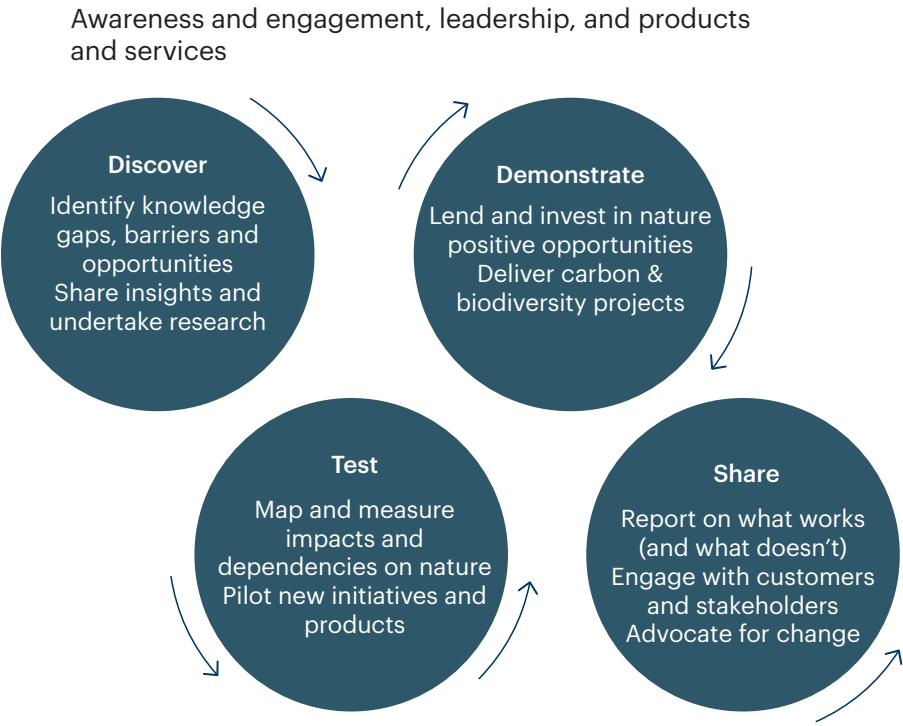 Awareness and engagement, leadership, and products
and services
Discover
Identify knowledge
gaps, barriers and
opportunities
Share insights and
undertake research
Demonstrate
Lend and invest in nature
positive opportunities
Deliver carbon &
biodiversity projects
Test
Map and measure
impacts and
dependencies on nature
Pilot new initiatives and
products
Share
Report on what works
(and what doesn’t)
Engage with customers
and stakeholders
Advocate for change